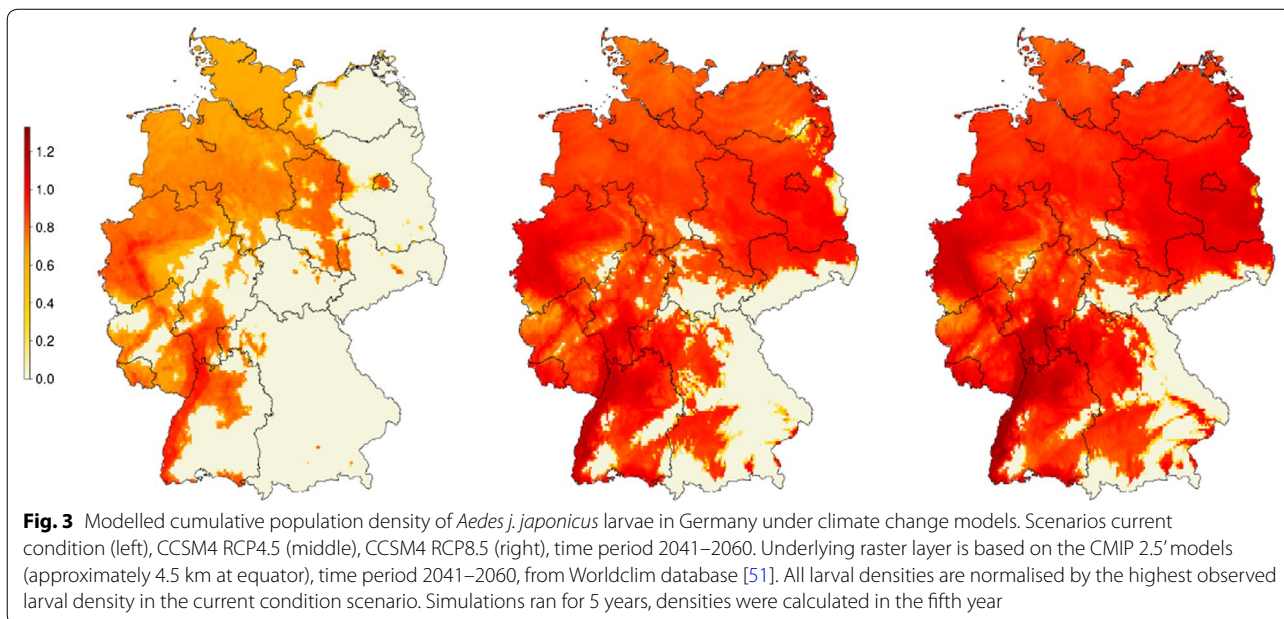 1.2
1.0
0.8
0.6
0.4
0.2
0.0
Fig. 3 Modelled cumulative population density of Aedes j. japonicus larvae in Germany under climate change models. Scenarios current
condition (left), CCSM4 RCP4.5 (middle), CCSM4 RCP8.5 (right), time period 2041–2060. Underlying raster layer is based on the CMIP 2.5′ models
(approximately 4.5 km at equator), time period 2041–2060, from Worldclim database [51]. All larval densities are normalised by the highest observed
larval density in the current condition scenario. Simulations ran for 5 years, densities were calculated in the fifth year